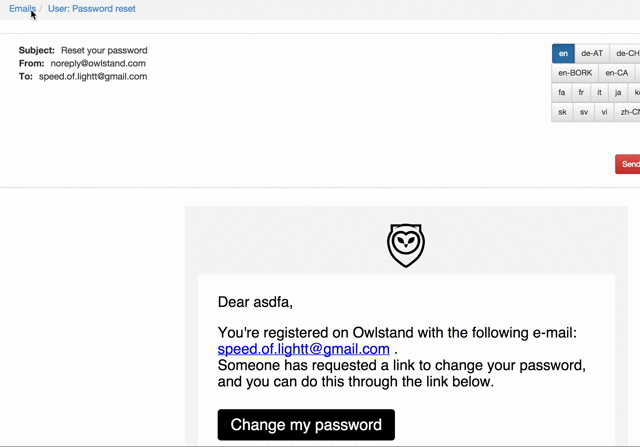 Emails / User: Password reset
Subject: Reset your password
From: noreply@owlstand.com
To: speed.of.lightt@gmail.com
en de-AT de-CH
en-BORK en-CA
fa fr it ja
sk sv vi zh-CN
Send
Dear asdfa,
You're registered on Owlstand with the following e-mail:
speed.of.lightt@gmail.com .
Someone has requested a link to change your password,
and you can do this through the link below.
Change my password